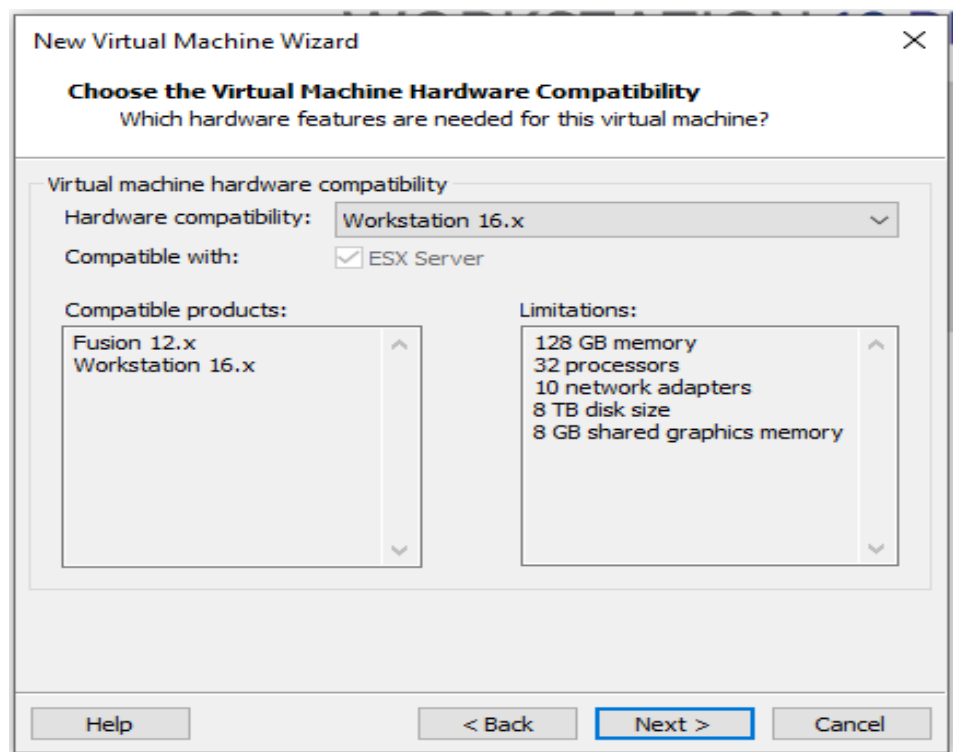 WORKSTATION
New Virtual Machine Wizard
Choose the Virtual Machine Hardware Compatibility
Which hardware features are needed for this virtual machine?
Virtual machine hardware compatibility
Hardware compatibility: Workstation 16.x
Compatible with: ESX Server
Compatible products:
Fusion 12.x
Workstation 16.x
Limitations:
128 GB memory
32 processors
10 network adapters
8 TB disk size
8 GB shared graphics memory
Help < Back Next > Cancel